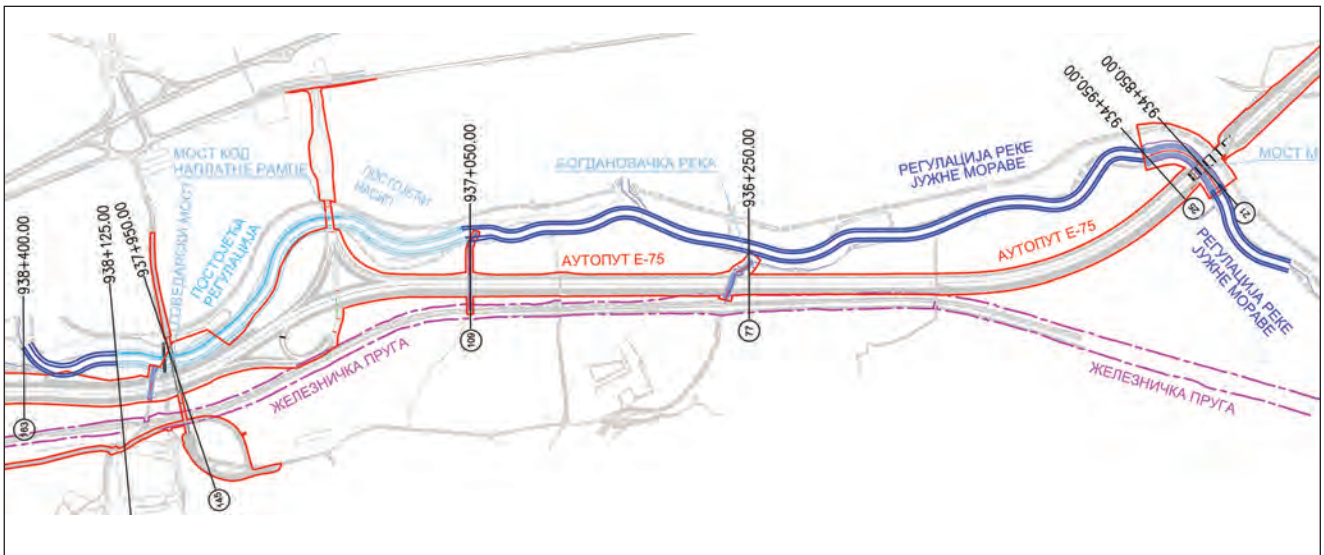 МОСТ КОД
НАПЛАТНЕ РАМПЕ
ПОСТОЈЕЋИ
НАСИП
ПОСТОЈЕЋА
РЕГУЛАЦИЈА
938+400.00
938+125.00
937+950.00
163
145
937+050.00
109
БОГДАНОВАЧКА РЕКА
936+250.00
77
АУТОПУТ Е-75
ЖЕЛЕЗНИЧКА ПРУГА
РЕГУЛАЦИЈА РЕКЕ
ЈУЖНЕ МОРАВЕ
934+950.00
934+850.00
21
МОСТ М
АУТОПУТ Е-75
РЕГУЛАЦИЈА РЕКЕ
ЈУЖНЕ МОРАВЕ
ЖЕЛЕЗНИЧКА ПРУГА